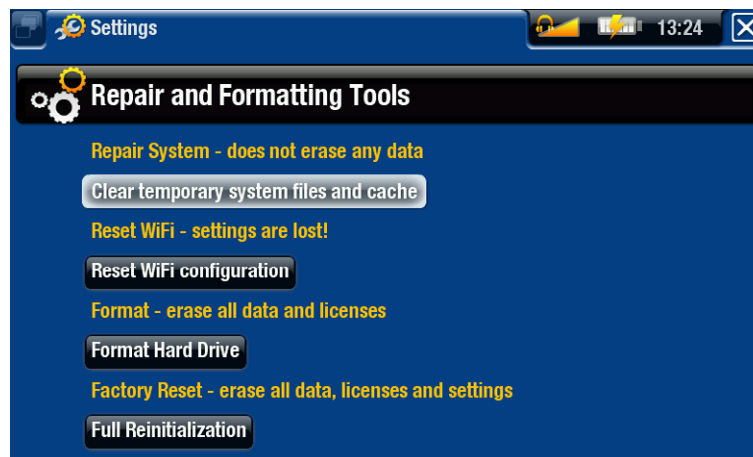 Settings
13:24
Repair and Formatting Tools
Repair System - does not erase any data
Clear temporary system files and cache
Reset WiFi - settings are lost!
Reset WiFi configuration
Format - erase all data and licenses
Format Hard Drive
Factory Reset - erase all data, licenses and settings
Full Reinitialization